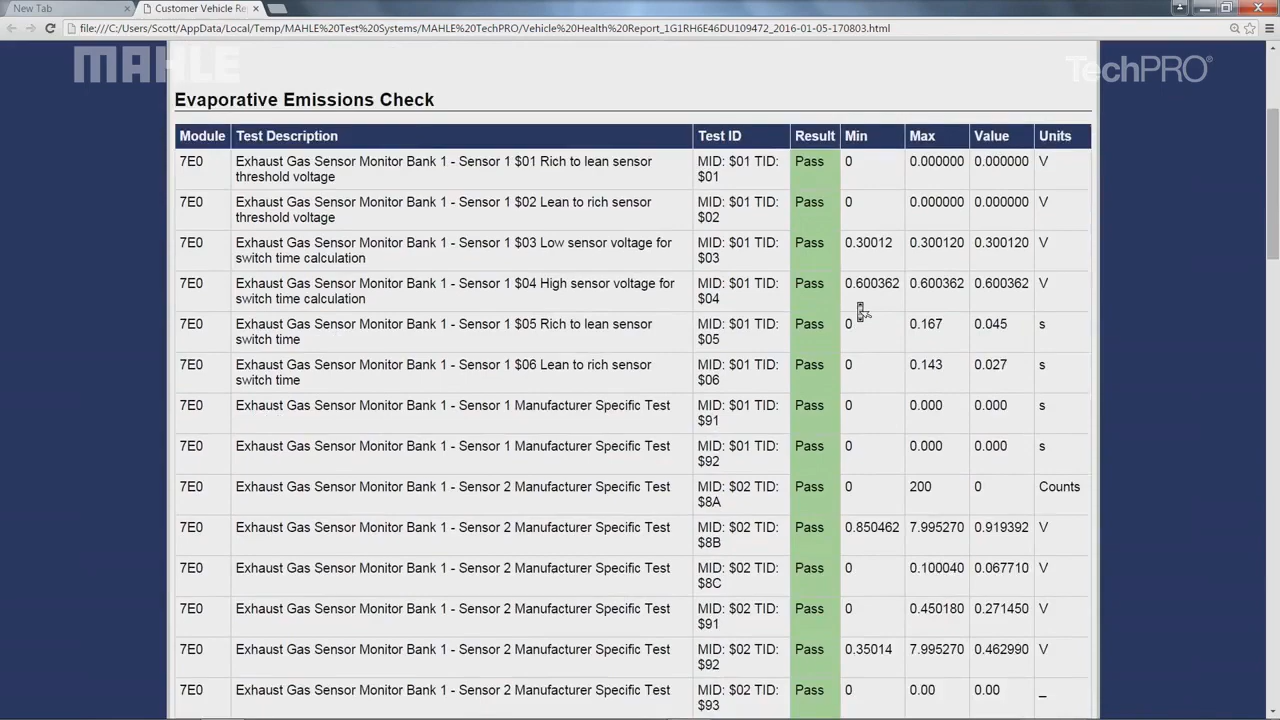 New Tab
Customer Vehicle Re
file:///C:/Users/Scott/AppData/Local/Temp/MAHLE%20Test%20Systems/MAHLE%20TechPRO/Vehicle%20Health%20Report_1G1RH6E46DU109472_2016-01-05-170803.html
MAHLE
TechPRO®
Evaporative Emissions Check
Module Test Description Test ID Result Min Max Value Units
7E0 Exhaust Gas Sensor Monitor Bank 1 - Sensor 1 $01 Rich to lean sensor MID: $01 TID: Pass 0 0.000000 0.000000 V
threshold voltage $01
7E0 Exhaust Gas Sensor Monitor Bank 1 - Sensor 1 $02 Lean to rich sensor MID: $01 TID: Pass 0 0.000000 0.000000 V
threshold voltage $02
7E0 Exhaust Gas Sensor Monitor Bank 1 - Sensor 1 $03 Low sensor voltage for MID: $01 TID: Pass 0.30012 0.300120 0.300120 V
switch time calculation $03
7E0 Exhaust Gas Sensor Monitor Bank 1 - Sensor 1 $04 High sensor voltage for MID: $01 TID: Pass 0.600362 0.600362 0.600362 V
switch time calculation $04
7E0 Exhaust Gas Sensor Monitor Bank 1 - Sensor 1 $05 Rich to lean sensor MID: $01 TID: Pass 0 0.167 0.045 s
switch time $05
7E0 Exhaust Gas Sensor Monitor Bank 1 - Sensor 1 $06 Lean to rich sensor MID: $01 TID: Pass 0 0.143 0.027 s
switch time $06
7E0 Exhaust Gas Sensor Monitor Bank 1 - Sensor 1 Manufacturer Specific Test MID: $01 TID: Pass 0 0.000 0.000 s
$91
7E0 Exhaust Gas Sensor Monitor Bank 1 - Sensor 1 Manufacturer Specific Test MID: $01 TID: Pass 0 0.000 0.000 s
$92
7E0 Exhaust Gas Sensor Monitor Bank 1 - Sensor 2 Manufacturer Specific Test MID: $02 TID: Pass 0 200 0 Counts
$8A
7E0 Exhaust Gas Sensor Monitor Bank 1 - Sensor 2 Manufacturer Specific Test MID: $02 TID: Pass 0.850462 7.995270 0.919392 V
$8B
7E0 Exhaust Gas Sensor Monitor Bank 1 - Sensor 2 Manufacturer Specific Test MID: $02 TID: Pass 0 0.100040 0.067710 V
$8C
7E0 Exhaust Gas Sensor Monitor Bank 1 - Sensor 2 Manufacturer Specific Test MID: $02 TID: Pass 0 0.450180 0.271450 V
$91
7E0 Exhaust Gas Sensor Monitor Bank 1 - Sensor 2 Manufacturer Specific Test MID: $02 TID: Pass 0.35014 7.995270 0.462990 V
$92
7E0 Exhaust Gas Sensor Monitor Bank 1 - Sensor 2 Manufacturer Specific Test MID: $02 TID: Pass 0 0.00 0.00 _
$93